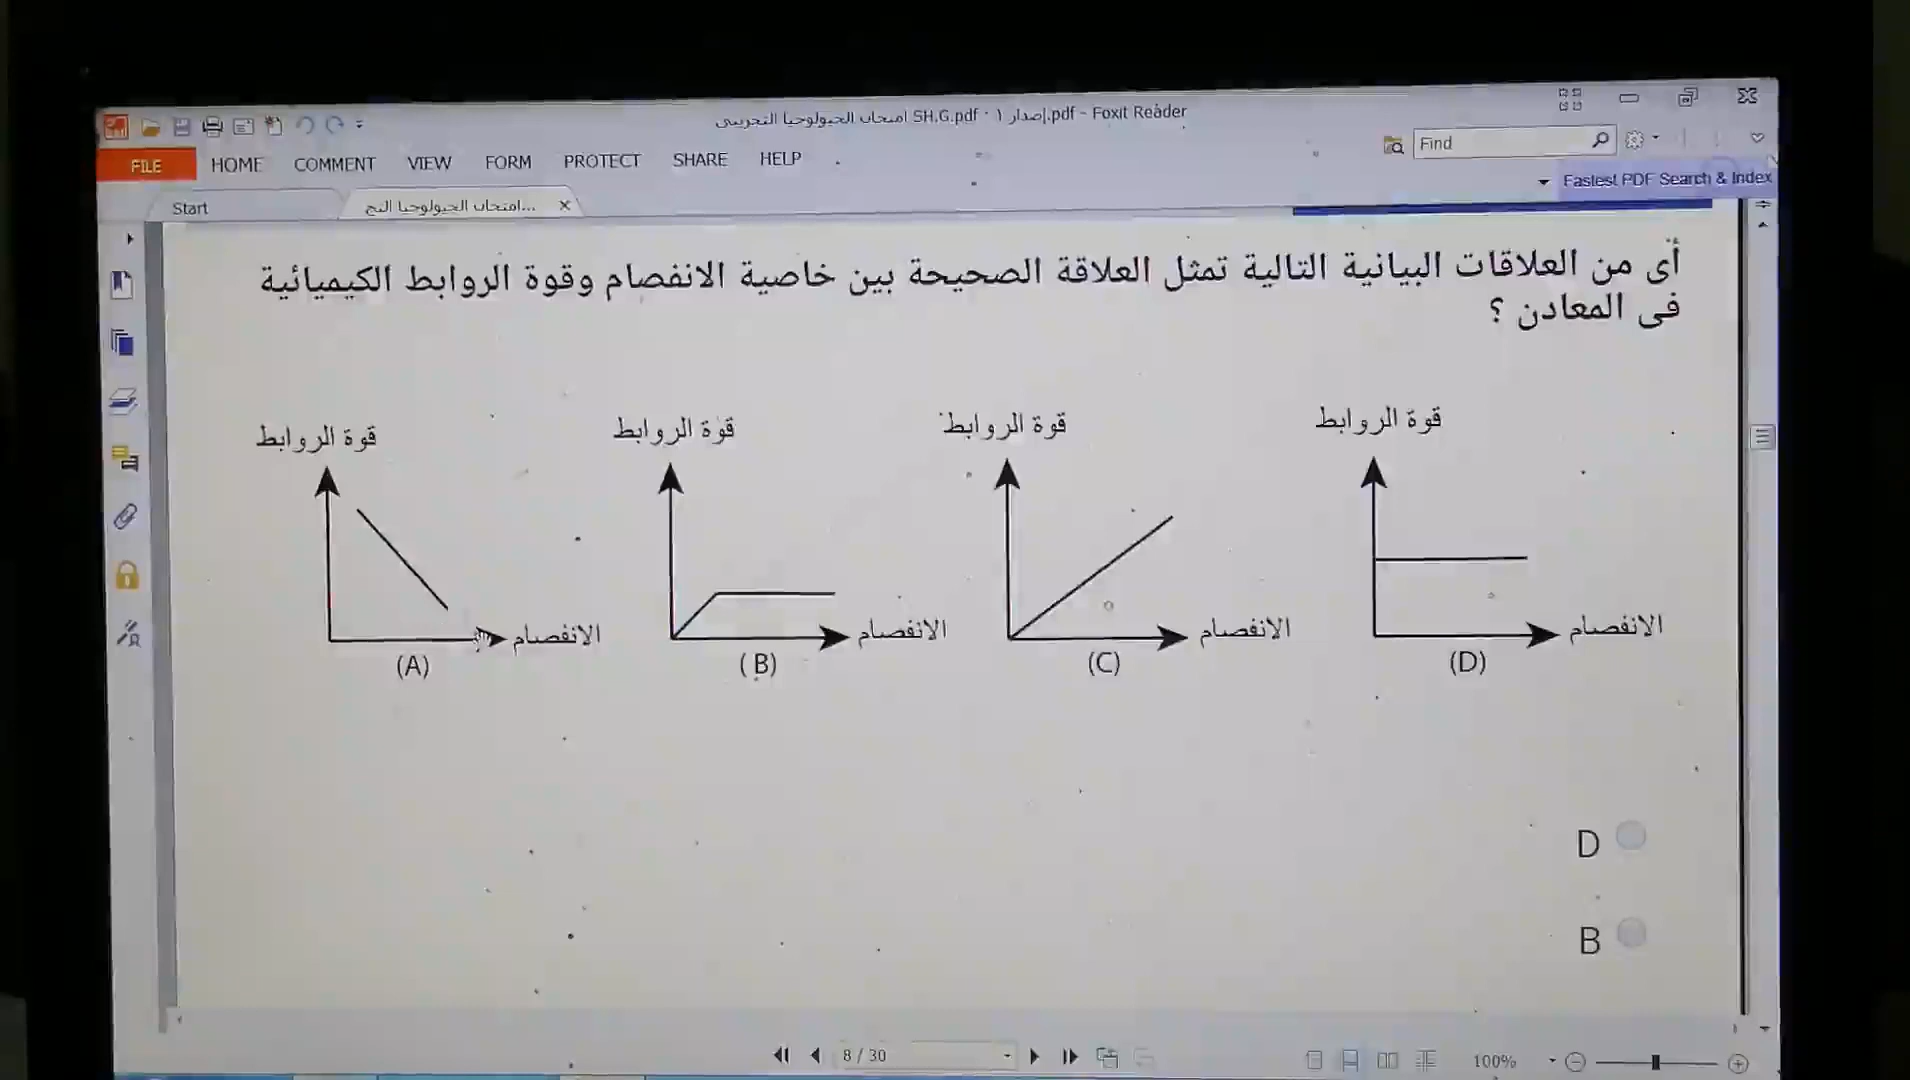 امتحان الجيولوجيا التجريبى SH.G.pdf · إصدار ١.pdf - Foxit Reader
Find
FILE HOME COMMENT VIEW FORM PROTECT SHARE HELP
Fastest PDF Search & Index
Start
امتحان الجيولوجيا التج...
أى من العلاقات البيانية التالية تمثل العلاقة الصحيحة بين خاصية الانفصام وقوة الروابط الكيميائية
فى المعادن ؟
قوة الروابط
قوة الروابط
قوة الروابط
قوة الروابط
الانفصام
الانفصام
الانفصام
الانفصام
(A)
(B)
(C)
(D)
D
B
8 / 30
100%